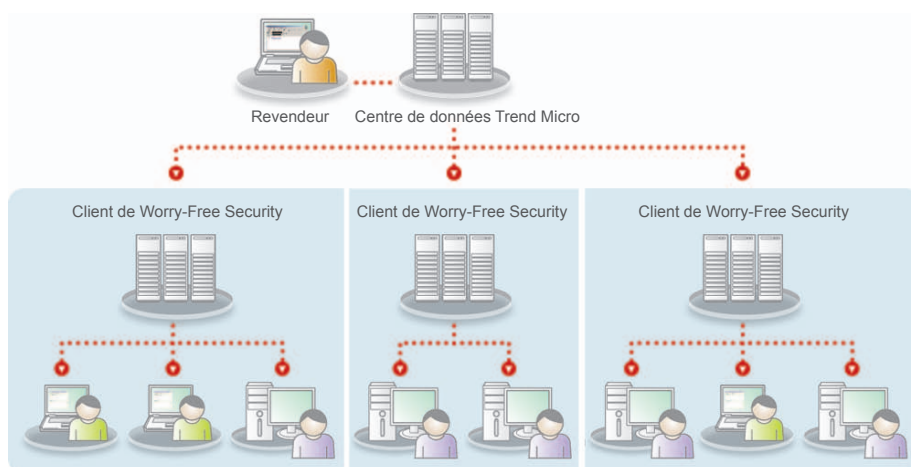 Revendeur
Centre de données Trend Micro
Client de Worry-Free Security
Client de Worry-Free Security
Client de Worry-Free Security